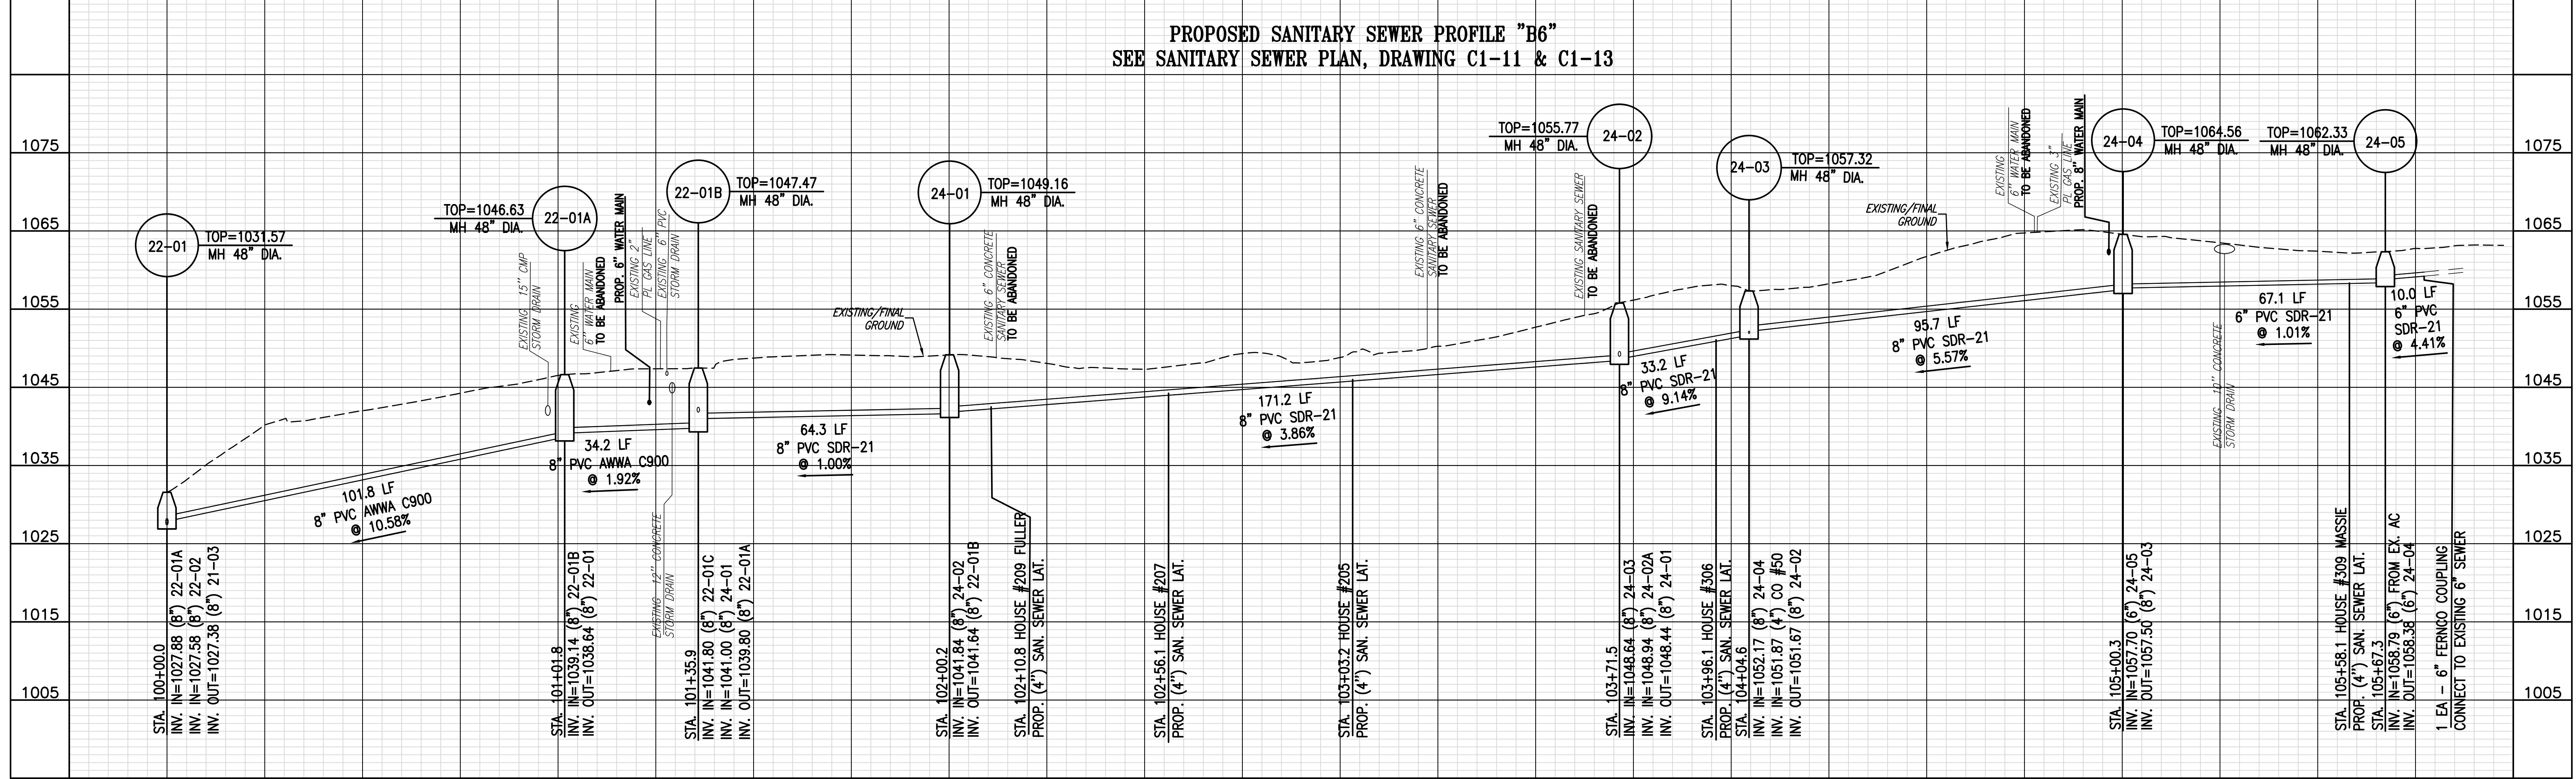 PROPOSED SANITARY SEWER PROFILE "B6"
SEE SANITARY SEWER PLAN, DRAWING C1-11 & C1-13
1075
1065
1055
1045
1035
1025
1015
1005
22-01
TOP=1031.57
MH 48" DIA.
TOP=1046.63
MH 48" DIA.
22-01A
22-01B
TOP=1047.47
MH 48" DIA.
24-01
TOP=1049.16
MH 48" DIA.
TOP=1055.77
MH 48" DIA.
24-02
24-03
TOP=1057.32
MH 48" DIA.
24-04
TOP=1064.56
MH 48" DIA.
TOP=1062.33
MH 48" DIA.
24-05
EXISTING 15" CMP
STORM DRAIN
EXISTING
6" WATER MAIN
TO BE ABANDONED
PROP. 6" WATER MAIN
EXISTING 2"
PL GAS LINE
EXISTING 6" PVC
STORM DRAIN
EXISTING 12" CONCRETE
STORM DRAIN
EXISTING/FINAL
GROUND
EXISTING 6" CONCRETE
SANITARY SEWER
TO BE ABANDONED
EXISTING 6" CONCRETE
SANITARY SEWER
TO BE ABANDONED
EXISTING SANITARY SEWER
TO BE ABANDONED
EXISTING/FINAL
GROUND
EXISTING
6" WATER MAIN
TO BE ABANDONED
EXISTING 3"
PL GAS LINE
PROP. 8" WATER MAIN
EXISTING 10" CONCRETE
STORM DRAIN
101.8 LF
8" PVC AWWA C900
@ 10.58%
34.2 LF
8" PVC AWWA C900
@ 1.92%
64.3 LF
8" PVC SDR-21
@ 1.00%
171.2 LF
8" PVC SDR-21
@ 3.86%
33.2 LF
8" PVC SDR-21
@ 9.14%
95.7 LF
8" PVC SDR-21
@ 5.57%
67.1 LF
6" PVC SDR-21
@ 1.01%
10.0 LF
6" PVC
SDR-21
@ 4.41%
STA. 100+00.0
INV. IN=1027.88 (8") 22-01A
INV. IN=1027.58 (8") 22-02
INV. OUT=1027.38 (8") 21-03
STA. 101+01.8
INV. IN=1039.14 (8") 22-01B
INV. OUT=1038.64 (8") 22-01
STA. 101+35.9
INV. IN=1041.80 (8") 22-01C
INV. IN=1041.00 (8") 24-01
INV. OUT=1039.80 (8") 22-01A
STA. 102+00.2
INV. IN=1041.84 (8") 24-02
INV. OUT=1041.64 (8") 22-01B
STA. 102+10.8 HOUSE #209 FULLER
PROP. (4") SAN. SEWER LAT.
STA. 102+56.1 HOUSE #207
PROP. (4") SAN. SEWER LAT.
STA. 103+03.2 HOUSE #205
PROP. (4") SAN. SEWER LAT.
STA. 103+71.5
INV. IN=1048.64 (8") 24-03
INV. IN=1048.94 (8") 24-02A
INV. OUT=1048.44 (8") 24-01
STA. 103+96.1 HOUSE #306
PROP. (4") SAN. SEWER LAT.
STA. 104+04.6
INV. IN=1052.17 (8") 24-04
INV. IN=1051.87 (4") CO #50
INV. OUT=1051.67 (8") 24-02
STA. 105+00.3
INV. IN=1057.70 (6") 24-05
INV. OUT=1057.50 (8") 24-03
STA. 105+58.1 HOUSE #309 MASSIE
PROP. (4") SAN. SEWER LAT.
STA. 105+67.3
INV. IN=1058.79 (6") FROM EX. AC
INV. OUT=1058.38 (6") 24-04
1 EA - 6" FERNCO COUPLING
CONNECT TO EXISTING 6" SEWER
1075
1065
1055
1045
1035
1025
1015
1005